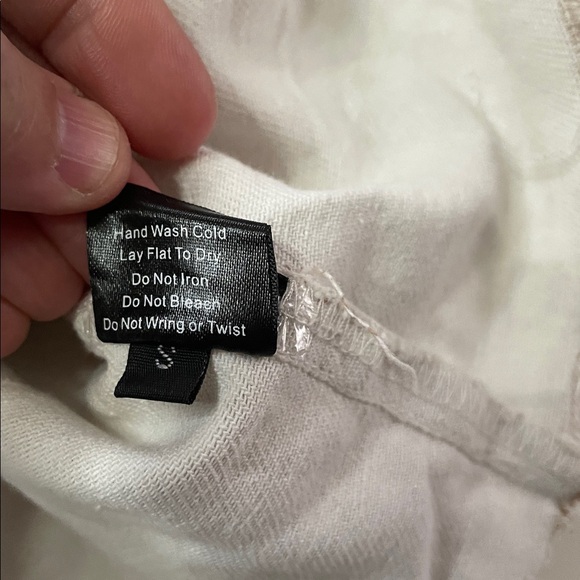 Hand Wash Cold
Lay Flat To Dry
Do Not Iron
Do Not Bleach
Do Not Wring or Twist
S